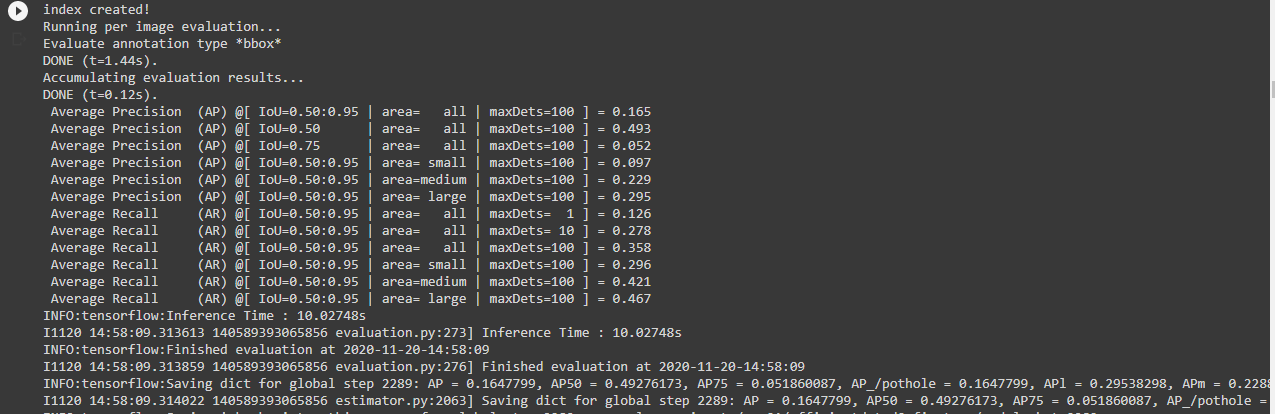 index created!
Running per image evaluation...
Evaluate annotation type *bbox*
DONE (t=1.44s).
Accumulating evaluation results...
DONE (t=0.12s).
Average Precision  (AP) @[ IoU=0.50:0.95 | area=   all | maxDets=100 ] = 0.165
Average Precision  (AP) @[ IoU=0.50      | area=   all | maxDets=100 ] = 0.493
Average Precision  (AP) @[ IoU=0.75      | area=   all | maxDets=100 ] = 0.052
Average Precision  (AP) @[ IoU=0.50:0.95 | area= small | maxDets=100 ] = 0.097
Average Precision  (AP) @[ IoU=0.50:0.95 | area=medium | maxDets=100 ] = 0.229
Average Precision  (AP) @[ IoU=0.50:0.95 | area= large | maxDets=100 ] = 0.295
Average Recall     (AR) @[ IoU=0.50:0.95 | area=   all | maxDets=  1 ] = 0.126
Average Recall     (AR) @[ IoU=0.50:0.95 | area=   all | maxDets= 10 ] = 0.278
Average Recall     (AR) @[ IoU=0.50:0.95 | area=   all | maxDets=100 ] = 0.358
Average Recall     (AR) @[ IoU=0.50:0.95 | area= small | maxDets=100 ] = 0.296
Average Recall     (AR) @[ IoU=0.50:0.95 | area=medium | maxDets=100 ] = 0.421
Average Recall     (AR) @[ IoU=0.50:0.95 | area= large | maxDets=100 ] = 0.467
INFO:tensorflow:Inference Time : 10.02748s
I1120 14:58:09.313613 140589393065856 evaluation.py:273] Inference Time : 10.02748s
INFO:tensorflow:Finished evaluation at 2020-11-20-14:58:09
I1120 14:58:09.313859 140589393065856 evaluation.py:276] Finished evaluation at 2020-11-20-14:58:09
INFO:tensorflow:Saving dict for global step 2289: AP = 0.1647799, AP50 = 0.49276173, AP75 = 0.051860087, AP_/pothole = 0.1647799, APl = 0.29538298, APm = 0.228
I1120 14:58:09.314022 140589393065856 estimator.py:2063] Saving dict for global step 2289: AP = 0.1647799, AP50 = 0.49276173, AP75 = 0.051860087, AP_/pothole =